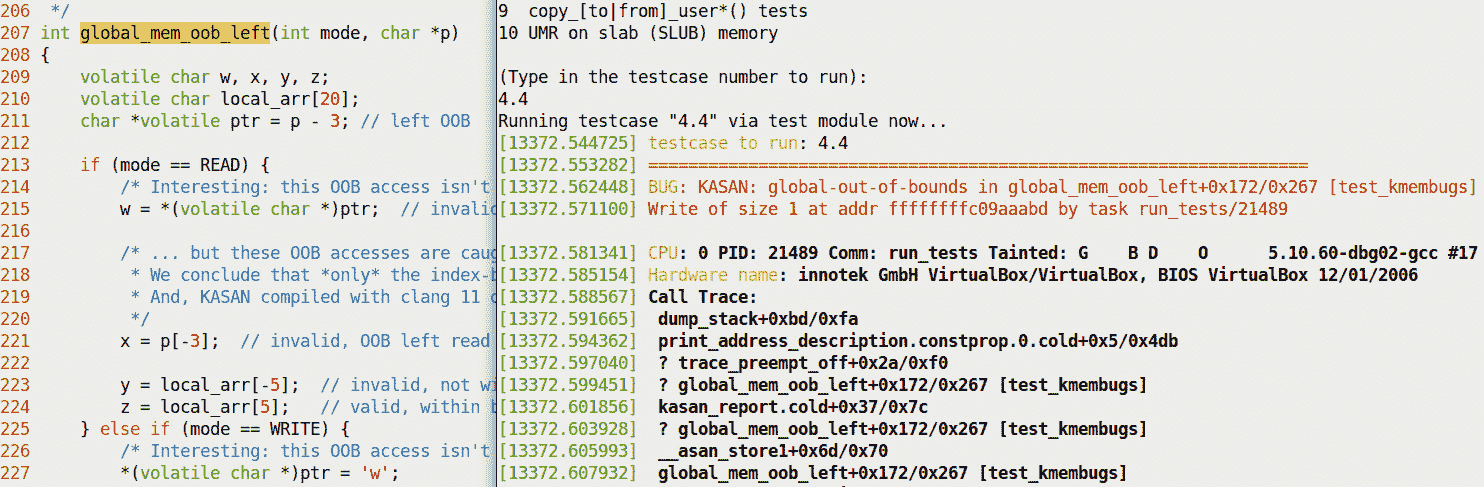 206  */
207 int global_mem_oob_left(int mode, char *p)
208 {
209     volatile char w, x, y, z;
210     volatile char local_arr[20];
211     char *volatile ptr = p - 3; // left OOB
212
213     if (mode == READ) {
214         /* Interesting: this OOB access isn't
215         w = *(volatile char *)ptr;  // invalid
216
217         /* ... but these OOB accesses are caug
218          * We conclude that *only* the index-b
219          * And, KASAN compiled with clang 11 c
220          */
221         x = p[-3];  // invalid, OOB left read
222
223         y = local_arr[-5];  // invalid, not wi
224         z = local_arr[5];   // valid, within b
225     } else if (mode == WRITE) {
226         /* Interesting: this OOB access isn't
227         *(volatile char *)ptr = 'w';
9  copy_[to|from]_user*() tests
10 UMR on slab (SLUB) memory
(Type in the testcase number to run):
4.4
Running testcase "4.4" via test module now...
[13372.544725] testcase to run: 4.4
[13372.553282] ==================================================================
[13372.562448] BUG: KASAN: global-out-of-bounds in global_mem_oob_left+0x172/0x267 [test_kmembugs]
[13372.571100] Write of size 1 at addr ffffffffc09aaabd by task run_tests/21489
[13372.581341] CPU: 0 PID: 21489 Comm: run_tests Tainted: G    B D    O      5.10.60-dbg02-gcc #17
[13372.585154] Hardware name: innotek GmbH VirtualBox/VirtualBox, BIOS VirtualBox 12/01/2006
[13372.588567] Call Trace:
[13372.591665]  dump_stack+0xbd/0xfa
[13372.594362]  print_address_description.constprop.0.cold+0x5/0x4db
[13372.597040]  ? trace_preempt_off+0x2a/0xf0
[13372.599451]  ? global_mem_oob_left+0x172/0x267 [test_kmembugs]
[13372.601856]  kasan_report.cold+0x37/0x7c
[13372.603928]  ? global_mem_oob_left+0x172/0x267 [test_kmembugs]
[13372.605993]  __asan_store1+0x6d/0x70
[13372.607932]  global_mem_oob_left+0x172/0x267 [test_kmembugs]